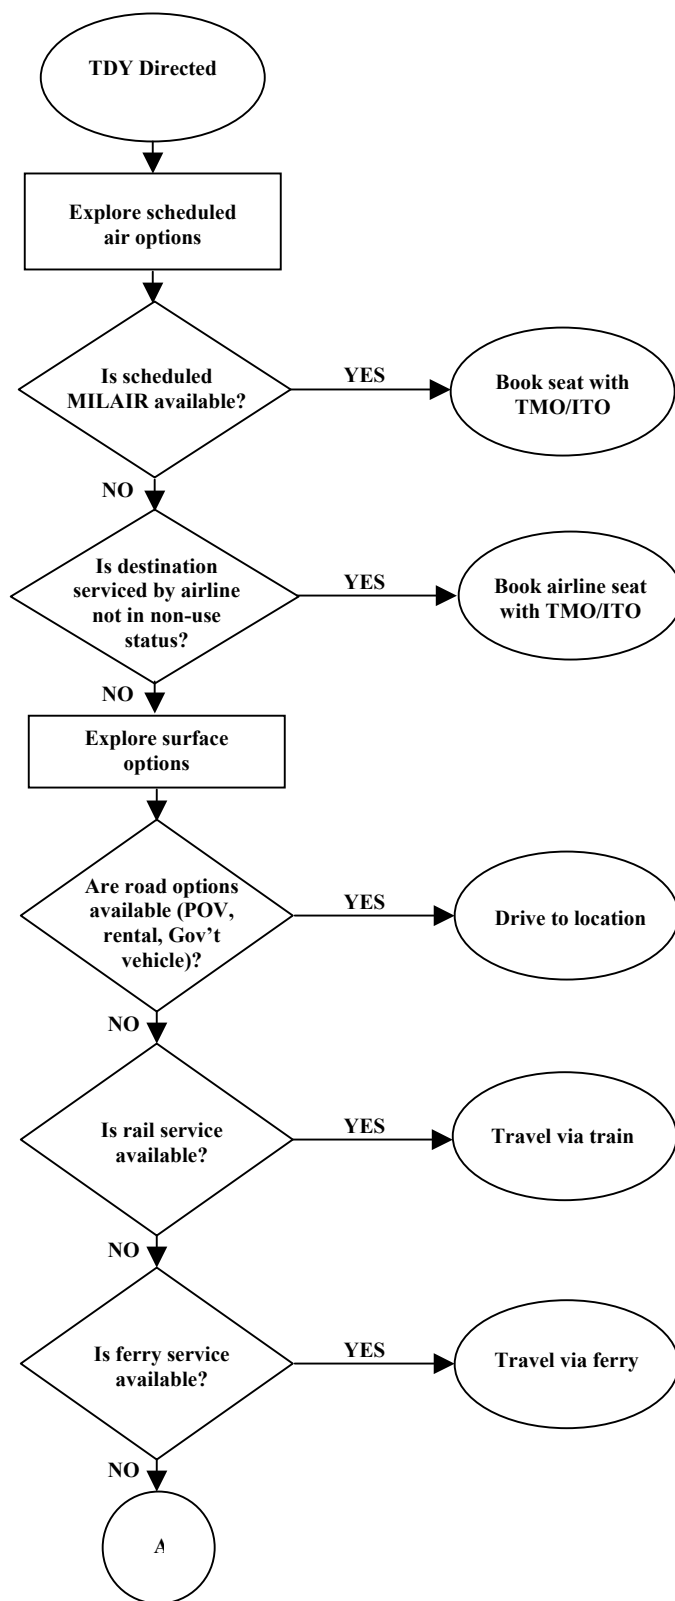 TDY Directed
Explore scheduled
air options
Is scheduled
MILAIR available?
YES
Book seat with
TMO/ITO
NO
Is destination
serviced by airline
not in non-use
status?
YES
Book airline seat
with TMO/ITO
NO
Explore surface
options
Are road options
available (POV,
rental, Gov’t
vehicle)?
YES
Drive to location
NO
Is rail service
available?
YES
Travel via train
NO
Is ferry service
available?
YES
Travel via ferry
NO
A